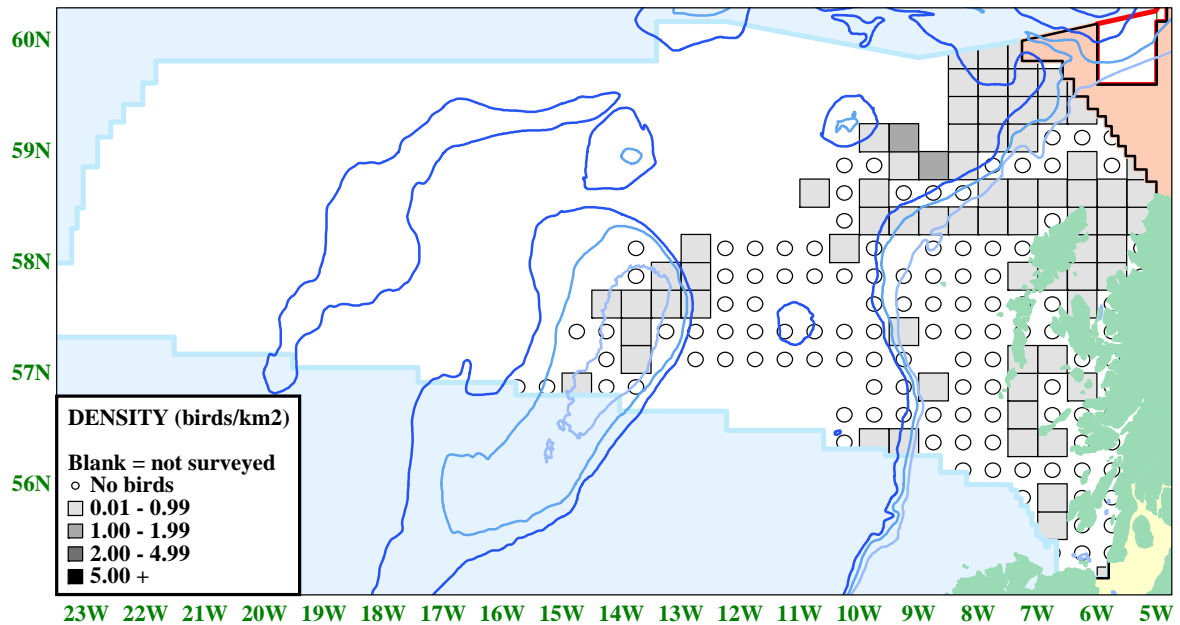 60N
59N
58N
57N
56N
DENSITY (birds/km2)
Blank = not surveyed
No birds
0.01 - 0.99
1.00 - 1.99
2.00 - 4.99
5.00 +
23W 22W 21W 20W 19W 18W 17W 16W 15W 14W 13W 12W 11W 10W 9W 8W 7W 6W 5W